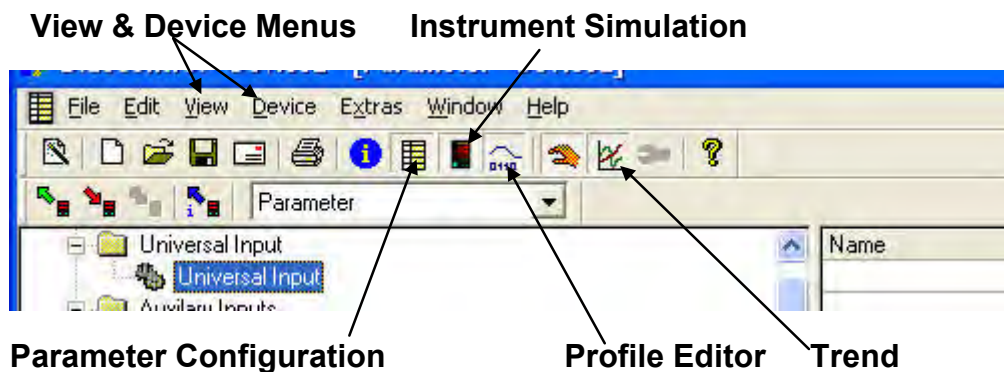 View & Device Menus Instrument Simulation
File Edit View Device Extras Window Help
Parameter
Universal Input
Name
Universal Input
Parameter Configuration Profile Editor Trend